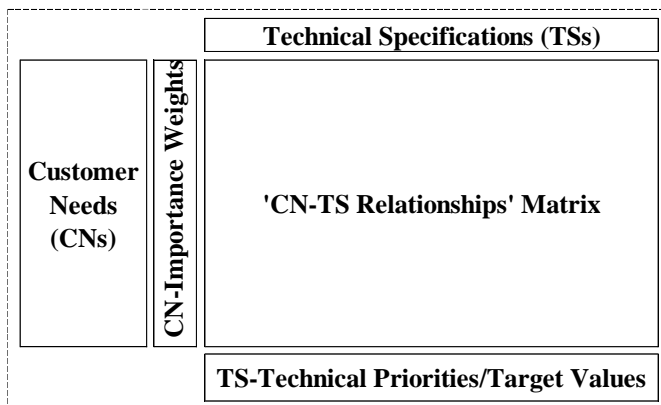 Technical Specifications (TSs)
Customer
Needs
(CNs)
CN-Importance Weights
'CN-TS Relationships' Matrix
TS-Technical Priorities/Target Values